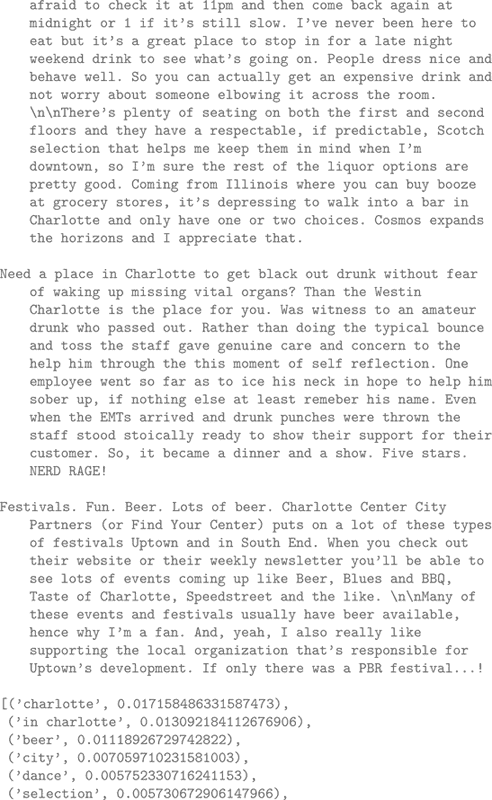 afraid to check it at 11pm and then come back again at
midnight or 1 if it's still slow. I've never been here to
eat but it's a great place to stop in for a late night
weekend drink to see what's going on. People dress nice and
behave well. So you can actually get an expensive drink and
not worry about someone elbowing it across the room.
\n\nThere's plenty of seating on both the first and second
floors and they have a respectable, if predictable, Scotch
selection that helps me keep them in mind when I'm
downtown, so I'm sure the rest of the liquor options are
pretty good. Coming from Illinois where you can buy booze
at grocery stores, it's depressing to walk into a bar in
Charlotte and only have one or two choices. Cosmos expands
the horizons and I appreciate that.
Need a place in Charlotte to get black out drunk without fear
of waking up missing vital organs? Than the Westin
Charlotte is the place for you. Was witness to an amateur
drunk who passed out. Rather than doing the typical bounce
and toss the staff gave genuine care and concern to the
help him through the this moment of self reflection. One
employee went so far as to ice his neck in hope to help him
sober up, if nothing else at least remeber his name. Even
when the EMTs arrived and drunk punches were thrown the
staff stood stoically ready to show their support for their
customer. So, it became a dinner and a show. Five stars.
NERD RAGE!
Festivals. Fun. Beer. Lots of beer. Charlotte Center City
Partners (or Find Your Center) puts on a lot of these types
of festivals Uptown and in South End. When you check out
their website or their weekly newsletter you'll be able to
see lots of events coming up like Beer, Blues and BBQ,
Taste of Charlotte, Speedstreet and the like. \n\nMany of
these events and festivals usually have beer available,
hence why I'm a fan. And, yeah, I also really like
supporting the local organization that's responsible for
Uptown's development. If only there was a PBR festival...!
[('charlotte', 0.017158486331587473),
('in charlotte', 0.013092184112676906),
('beer', 0.01118926729742822),
('city', 0.007059710231581003),
('dance', 0.005752330716241153),
('selection', 0.005730672906147966),